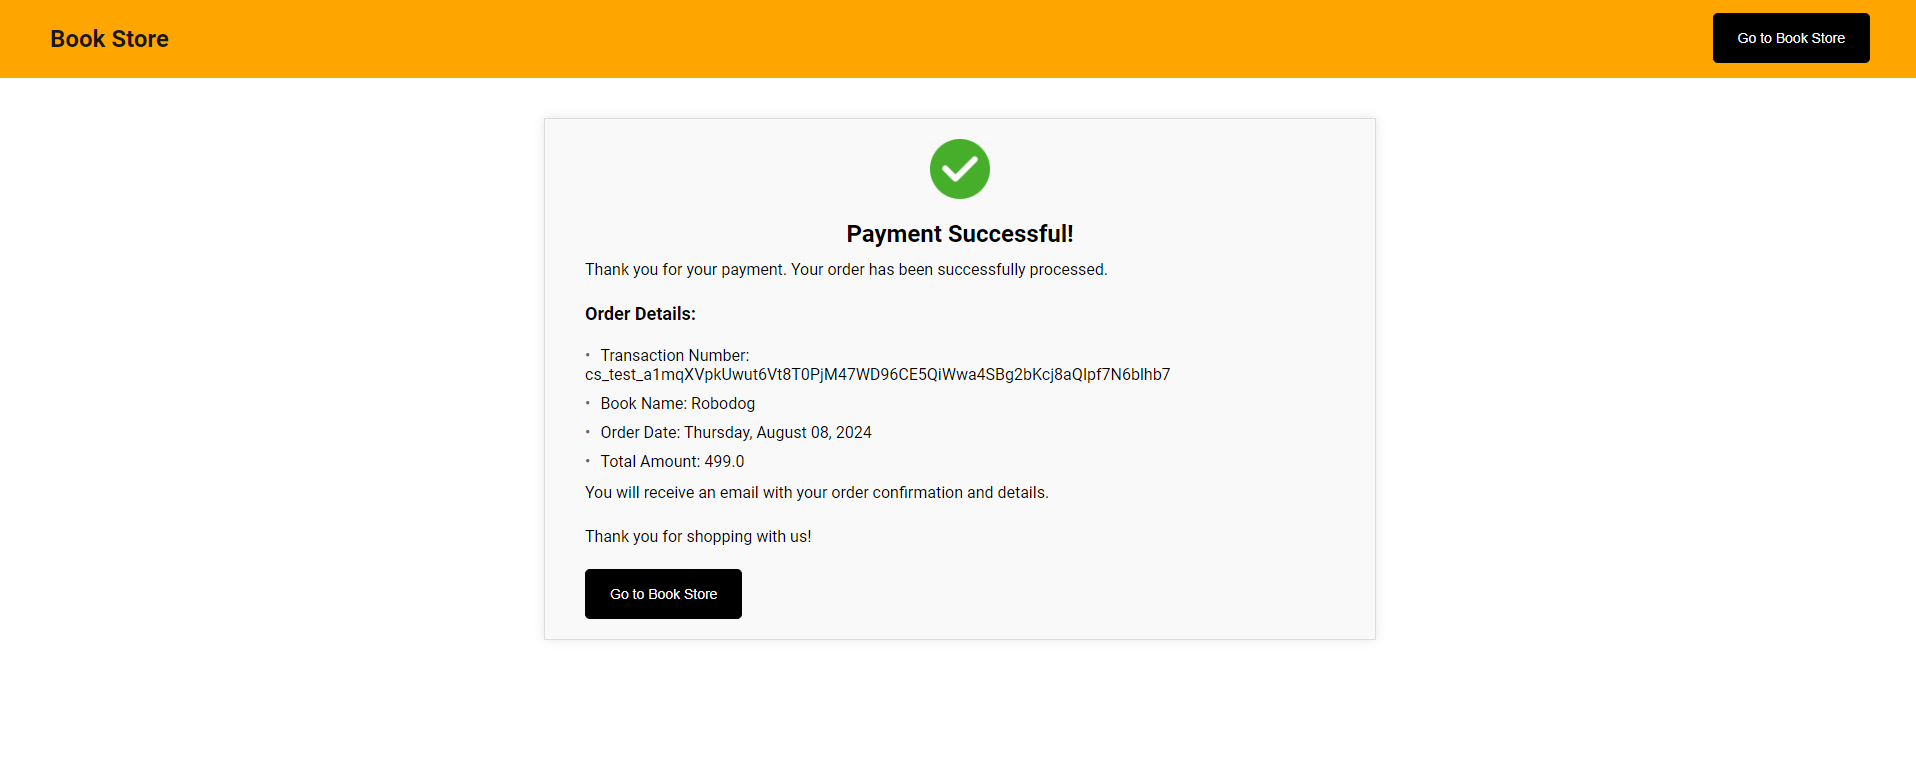 Book Store
Go to Book Store
Payment Successful!
Thank you for your payment. Your order has been successfully processed.
Order Details:
• Transaction Number:
cs_test_a1mqXVpkUwut6Vt8T0PjM47WD96CE5QiWwa4SBg2bKcj8aQIpf7N6blhb7
• Book Name: Robodog
• Order Date: Thursday, August 08, 2024
• Total Amount: 499.0
You will receive an email with your order confirmation and details.
Thank you for shopping with us!
Go to Book Store